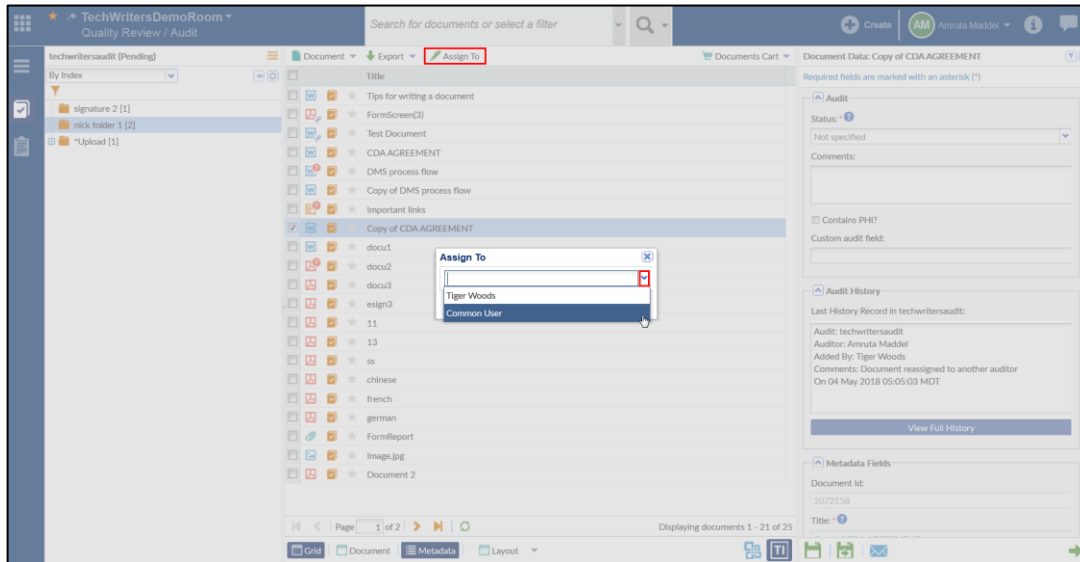 TechWritersDemoRoom
Quality Review / Audit
Search for documents or select a filter
Create
AM
Amruta Maddel
techwritersaudit (Pending)
By Index
signature 2 [1]
nick folder 1 [2]
*Upload [1]
Document
Export
Assign To
Documents Cart
Title
Tips for writing a document
FormScreen(3)
Test Document
CDA AGREEMENT
DMS process flow
Copy of DMS process flow
Important links
Copy of CDA AGREEMENT
docu1
docu2
docu3
esign3
11
13
ss
chinese
french
german
FormReport
Image.jpg
Document 2
Assign To
Tiger Woods
Common User
Page 1 of 2
Displaying documents 1 - 21 of 25
Grid
Document
Metadata
Layout
TI
Document Data: Copy of CDA AGREEMENT
Required fields are marked with an asterisk (*)
Audit
Status: *
Not specified
Comments:
Contains PHI?
Custom audit field:
Audit History
Last History Record in techwritersaudit:
Audit: techwritersaudit
Auditor: Amruta Maddel
Added By: Tiger Woods
Comments: Document reassigned to another auditor
On 04 May 2018 05:05:03 MDT
View Full History
Metadata Fields
Document Id:
2072158
Title: *